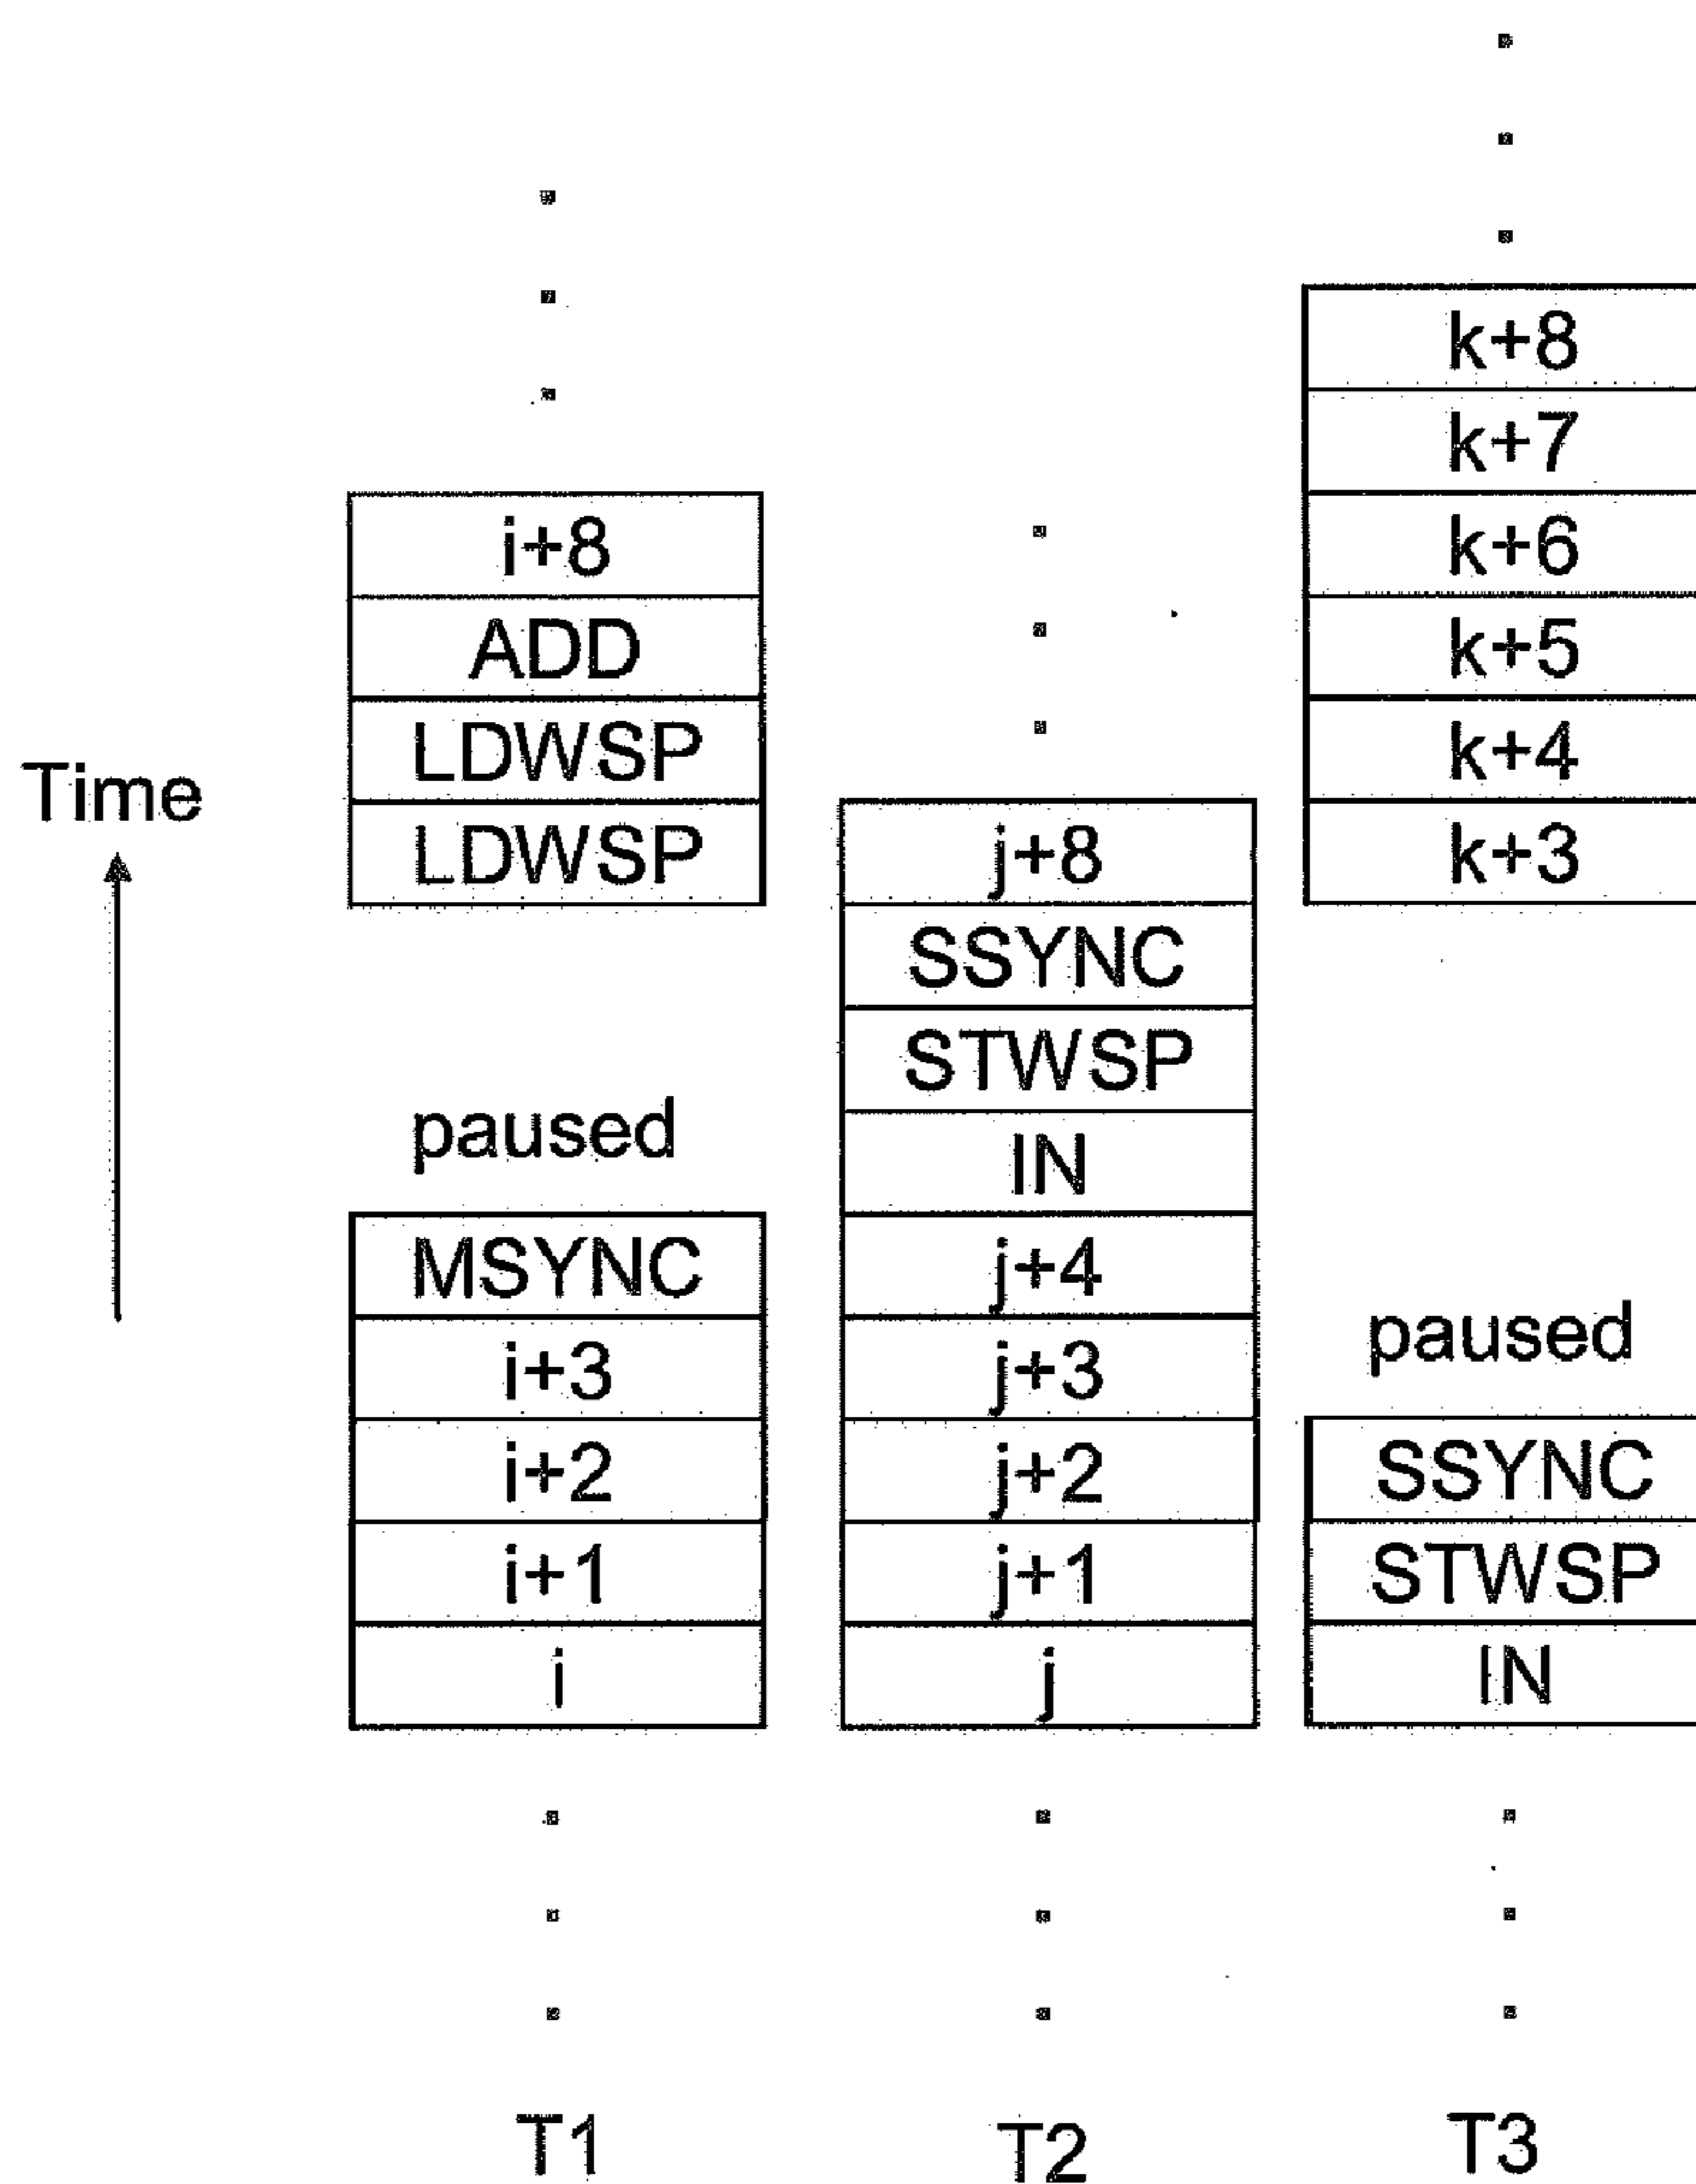 k+8
k+7
i+8
k+6
ADD
k+5
LDWSP
k+4
Time
LDWSP
j+8
k+3
SSYNC
STWSP
paused
IN
MSYNC
j+4
i+3
j+3
paused
i+2
j+2
SSYNC
i+1
j+1
STWSP
i
j
IN
T1
T2
T3